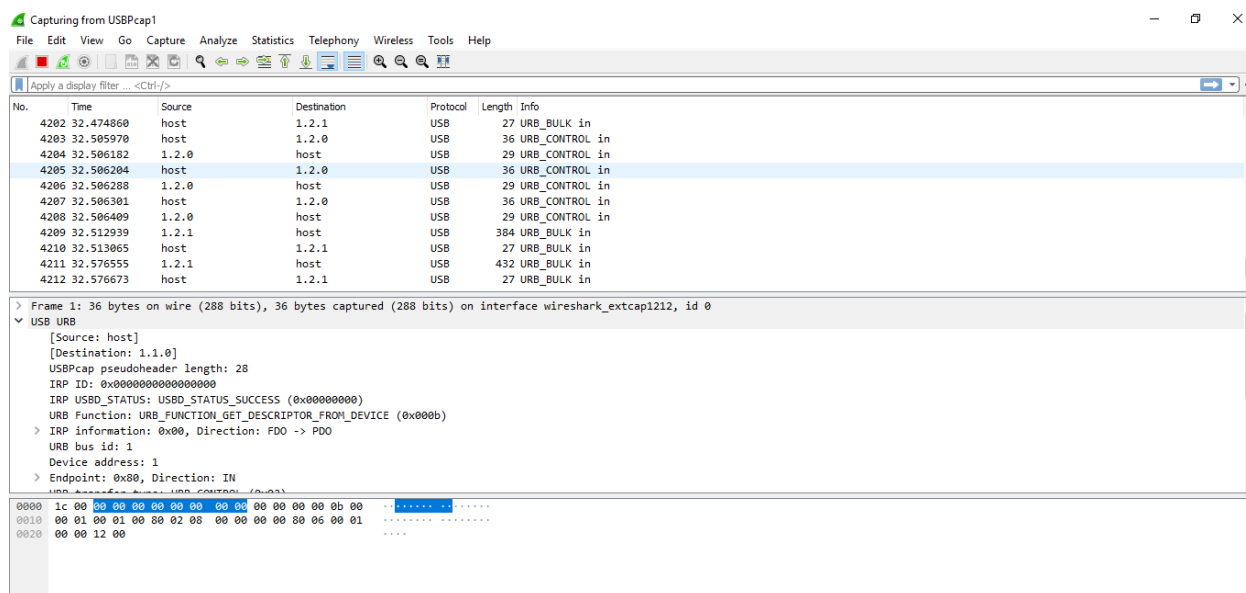 Capturing from USBPcap1
File Edit View Go Capture Analyze Statistics Telephony Wireless Tools Help
Apply a display filter ... <Ctrl-/>
No. Time Source Destination Protocol Length Info
4202 32.474860 host 1.2.1 USB 27 URB_BULK in
4203 32.505970 host 1.2.0 USB 36 URB_CONTROL in
4204 32.506182 1.2.0 host USB 29 URB_CONTROL in
4205 32.506204 host 1.2.0 USB 36 URB_CONTROL in
4206 32.506288 1.2.0 host USB 29 URB_CONTROL in
4207 32.506301 host 1.2.0 USB 36 URB_CONTROL in
4208 32.506409 1.2.0 host USB 29 URB_CONTROL in
4209 32.512939 1.2.1 host USB 384 URB_BULK in
4210 32.513065 host 1.2.1 USB 27 URB_BULK in
4211 32.576555 1.2.1 host USB 432 URB_BULK in
4212 32.576673 host 1.2.1 USB 27 URB_BULK in
Frame 1: 36 bytes on wire (288 bits), 36 bytes captured (288 bits) on interface wireshark_extcap1212, id 0
USB URB
[Source: host]
[Destination: 1.1.0]
USBPcap pseudoheader length: 28
IRP ID: 0x0000000000000000
IRP USBD_STATUS: USBD_STATUS_SUCCESS (0x00000000)
URB Function: URB_FUNCTION_GET_DESCRIPTOR_FROM_DEVICE (0x000b)
IRP information: 0x00, Direction: FDO -> PDO
URB bus id: 1
Device address: 1
Endpoint: 0x80, Direction: IN
URB transfer type: URB_CONTROL (0x02)
0000 1c 00 00 00 00 00 00 00 00 00 00 00 00 00 0b 00 ·· ······ ········
0010 00 01 00 01 00 80 02 08 00 00 00 00 80 06 00 01 ········ ········
0020 00 00 12 00 ····